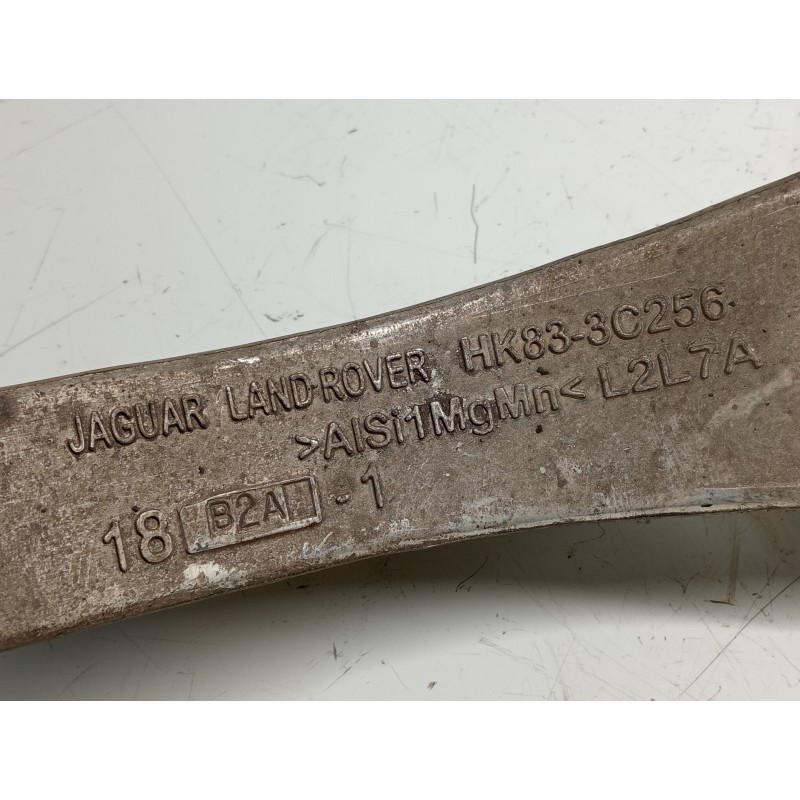 JAGUAR LAND-ROVER HK83-3C256
>AlSi1MgMn< L2L7A
18 B2A -1